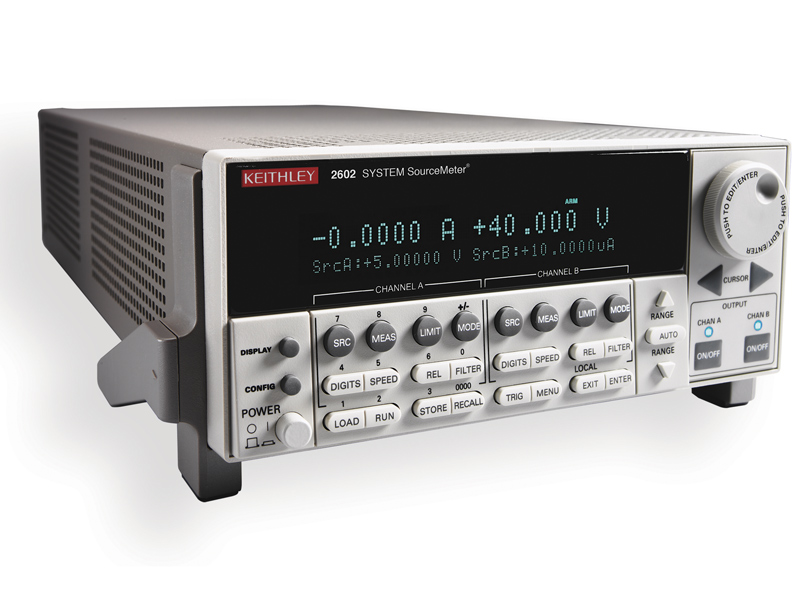 KEITHLEY 2602 SYSTEM SourceMeter®
ARM
-0.0000 A +40.000 V
SrcA:+5.00000 V SrcB:+10.0000uA
CHANNEL A
CHANNEL B
7 8 9 +/-
SRC MEAS LIMIT MODE
SRC MEAS LIMIT MODE
DISPLAY
4 5 6 0
DIGITS SPEED REL FILTER
DIGITS SPEED REL FILTER
CONFIG
1 2 3 0000
LOAD RUN STORE RECALL
LOCAL
TRIG MENU EXIT ENTER
POWER
O I
RANGE
AUTO
RANGE
PUSH TO EDIT/ENTER
PUSH TO EDIT/ENTER
CURSOR
OUTPUT
CHAN A CHAN B
ON/OFF ON/OFF